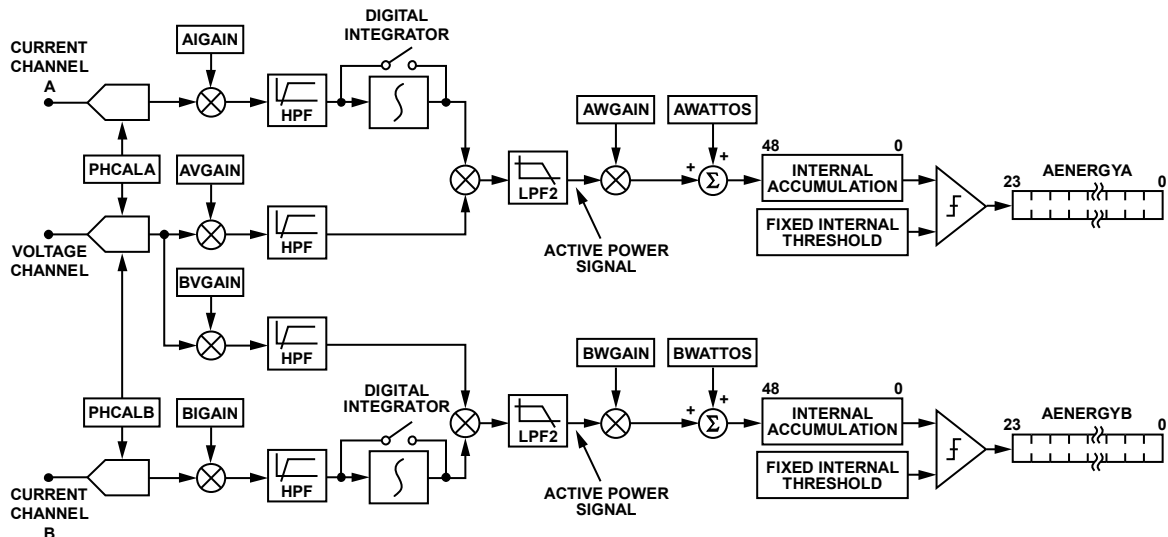 CURRENT
CHANNEL
A
AIGAIN
HPF
DIGITAL
INTEGRATOR
PHCALA
AVGAIN
VOLTAGE
CHANNEL
HPF
LPF2
ACTIVE POWER
SIGNAL
AWGAIN
AWATTOS
+
+
Σ
48
0
INTERNAL
ACCUMULATION
FIXED INTERNAL
THRESHOLD
AENERGYA
23
0
BVGAIN
HPF
PHCALB
BIGAIN
CURRENT
CHANNEL
B
HPF
DIGITAL
INTEGRATOR
LPF2
ACTIVE POWER
SIGNAL
BWGAIN
BWATTOS
+
+
Σ
48
0
INTERNAL
ACCUMULATION
FIXED INTERNAL
THRESHOLD
AENERGYB
23
0